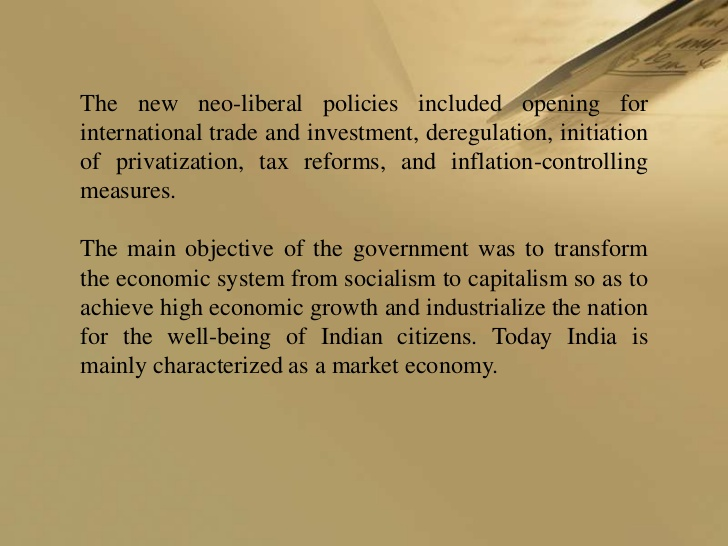 The new neo-liberal policies included opening for
international trade and investment, deregulation, initiation
of privatization, tax reforms, and inflation-controlling
measures.
The main objective of the government was to transform
the economic system from socialism to capitalism so as to
achieve high economic growth and industrialize the nation
for the well-being of Indian citizens. Today India is
mainly characterized as a market economy.